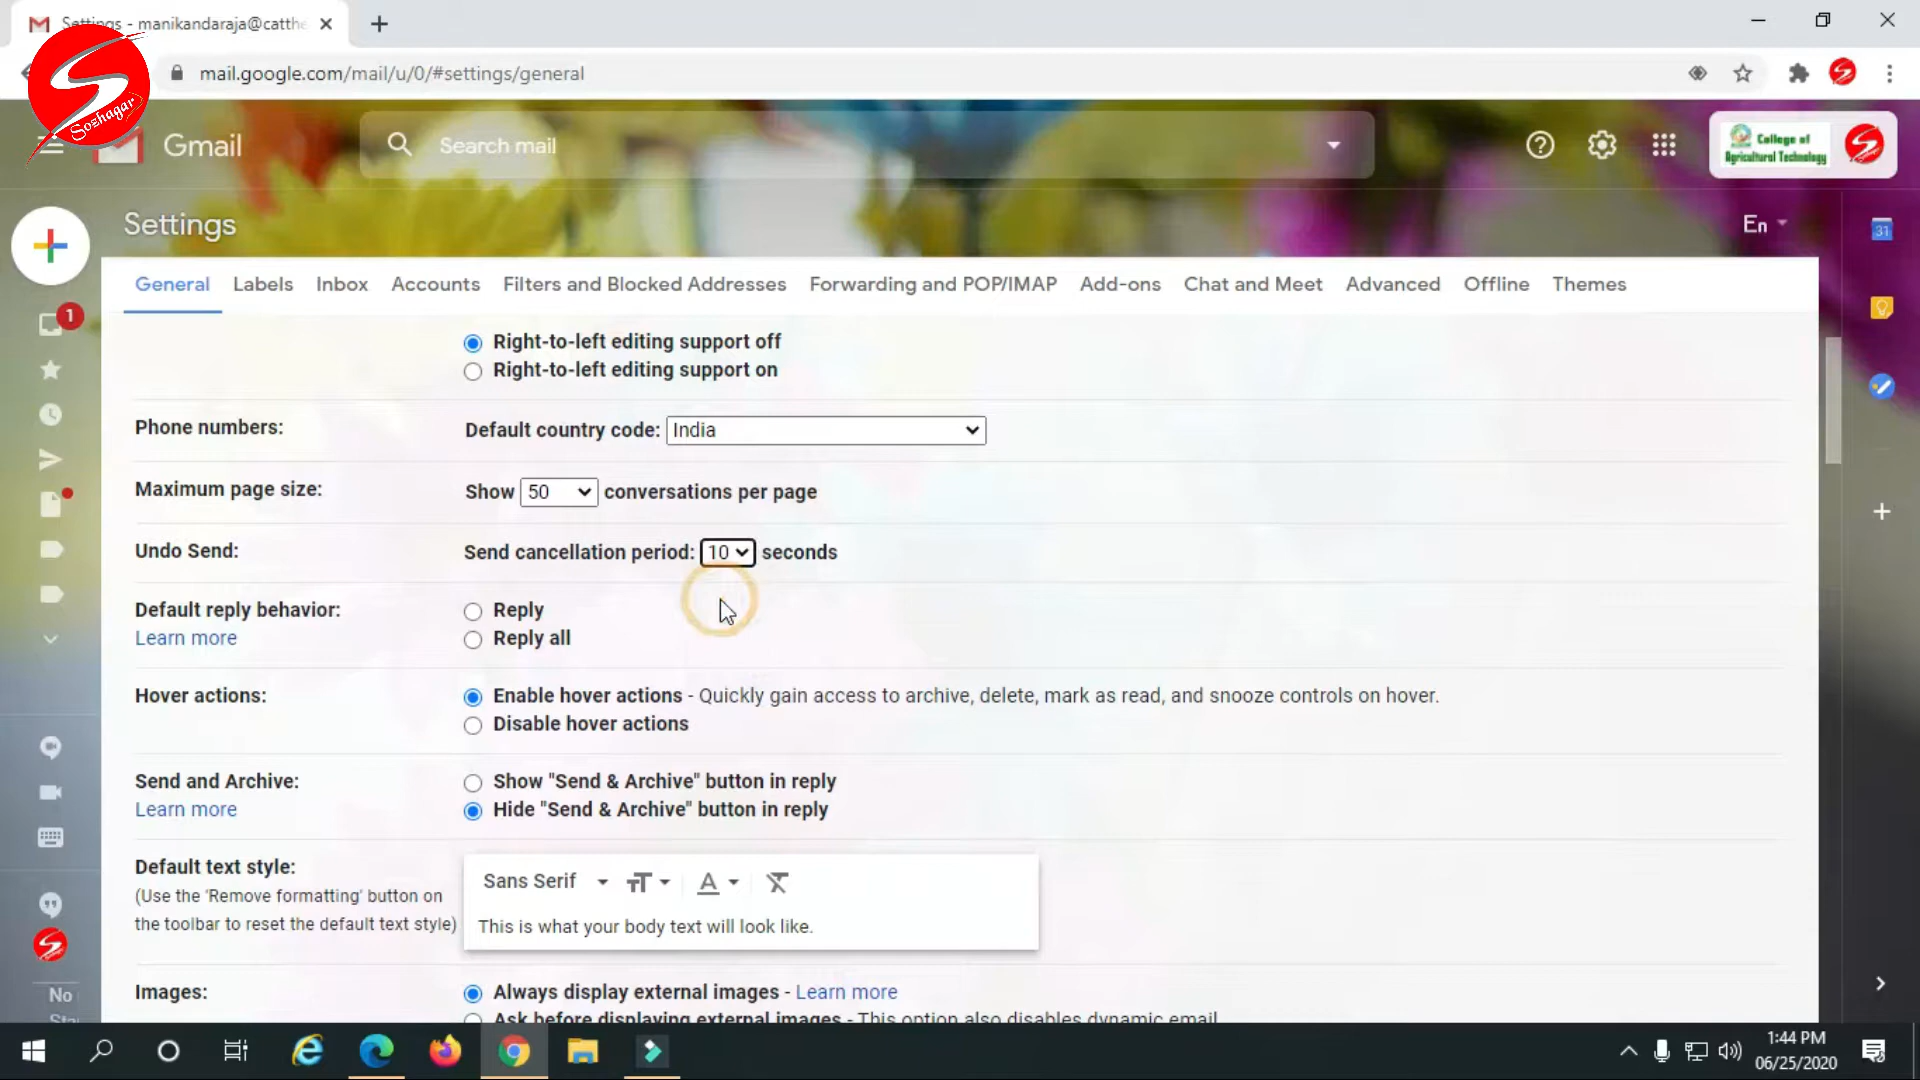 Settings - manikandaraja@catthe
mail.google.com/mail/u/0/#settings/general
Sozhagar
Gmail
Search mail
College of
Agricultural Technology
Settings
En
31
General Labels Inbox Accounts Filters and Blocked Addresses Forwarding and POP/IMAP Add-ons Chat and Meet Advanced Offline Themes
1
Right-to-left editing support off
Right-to-left editing support on
Phone numbers: Default country code: India
Maximum page size: Show 50 conversations per page
Undo Send: Send cancellation period: 10 seconds
Default reply behavior: Reply
Learn more Reply all
Hover actions: Enable hover actions - Quickly gain access to archive, delete, mark as read, and snooze controls on hover.
Disable hover actions
Send and Archive: Show "Send & Archive" button in reply
Learn more Hide "Send & Archive" button in reply
Default text style: Sans Serif
(Use the 'Remove formatting' button on
the toolbar to reset the default text style) This is what your body text will look like.
Images: Always display external images - Learn more
Ask before displaying external images - This option also disables dynamic email
No
1:44 PM
06/25/2020